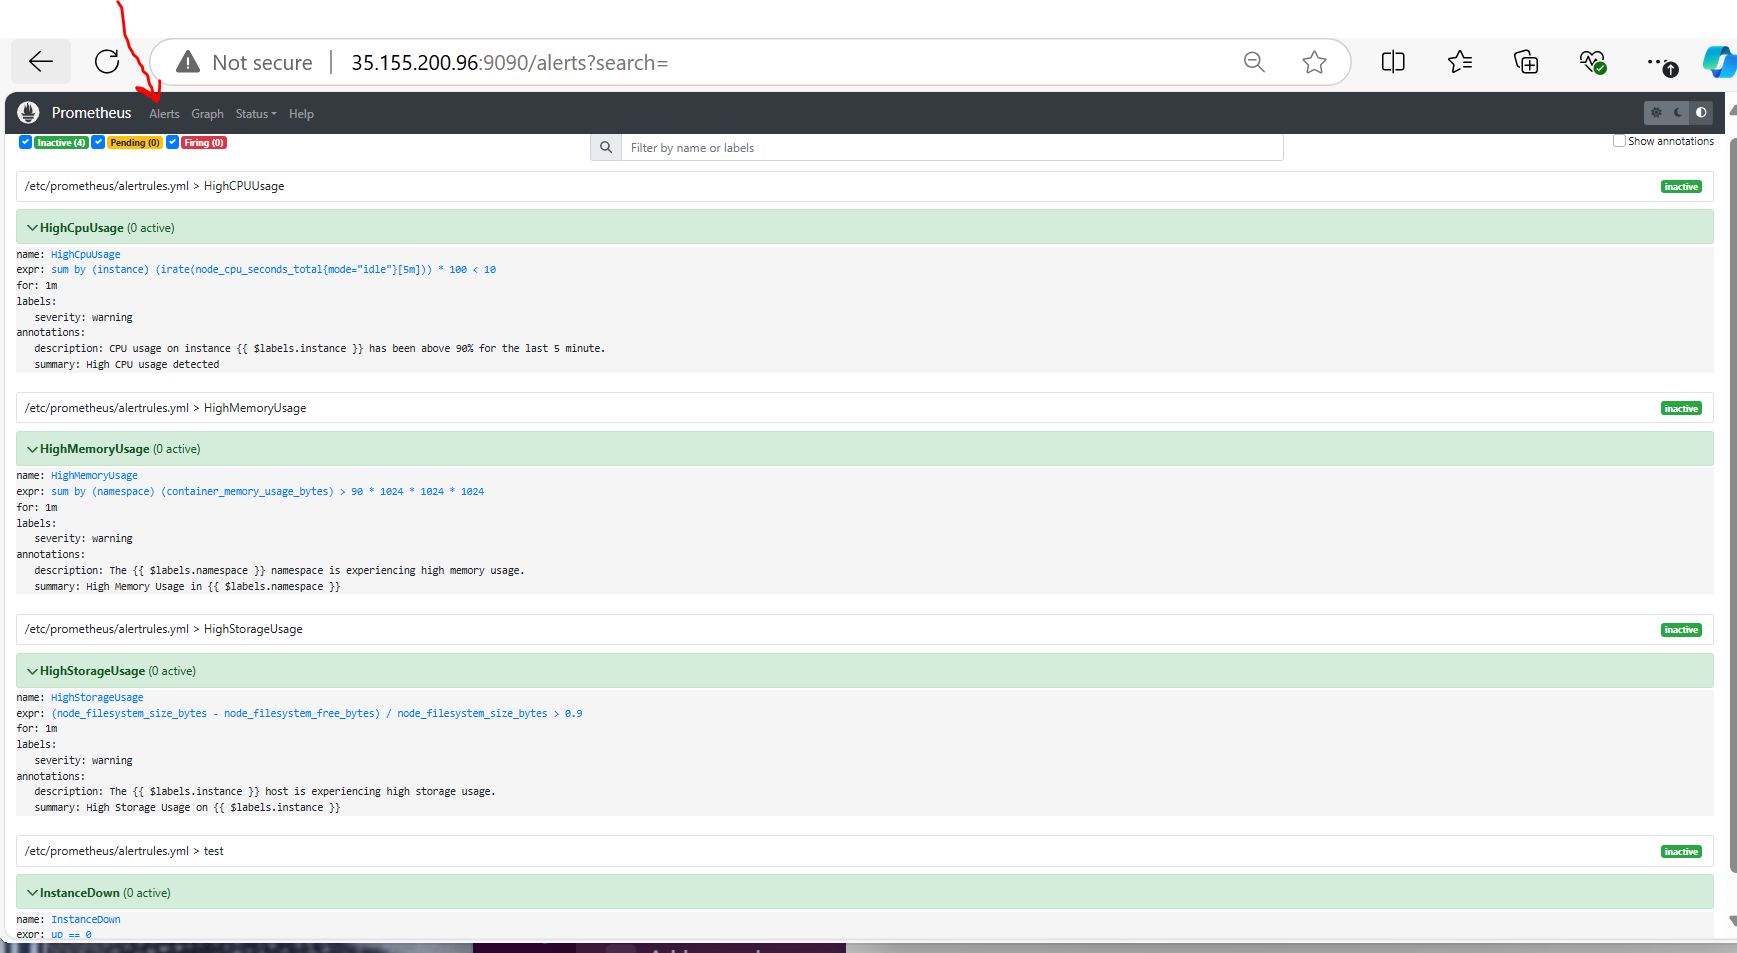 Not secure | 35.155.200.96:9090/alerts?search=
Prometheus Alerts Graph Status Help
Inactive (4) Pending (0) Firing (0) Filter by name or labels Show annotations
/etc/prometheus/alertrules.yml > HighCPUUsage inactive
HighCpuUsage (0 active)
name: HighCpuUsage
expr: sum by (instance) (irate(node_cpu_seconds_total{mode="idle"}[5m])) * 100 < 10
for: 1m
labels:
severity: warning
annotations:
description: CPU usage on instance {{ $labels.instance }} has been above 90% for the last 5 minute.
summary: High CPU usage detected
/etc/prometheus/alertrules.yml > HighMemoryUsage inactive
HighMemoryUsage (0 active)
name: HighMemoryUsage
expr: sum by (namespace) (container_memory_usage_bytes) > 90 * 1024 * 1024 * 1024
for: 1m
labels:
severity: warning
annotations:
description: The {{ $labels.namespace }} namespace is experiencing high memory usage.
summary: High Memory Usage in {{ $labels.namespace }}
/etc/prometheus/alertrules.yml > HighStorageUsage inactive
HighStorageUsage (0 active)
name: HighStorageUsage
expr: (node_filesystem_size_bytes - node_filesystem_free_bytes) / node_filesystem_size_bytes > 0.9
for: 1m
labels:
severity: warning
annotations:
description: The {{ $labels.instance }} host is experiencing high storage usage.
summary: High Storage Usage on {{ $labels.instance }}
/etc/prometheus/alertrules.yml > test inactive
InstanceDown (0 active)
name: InstanceDown
expr: up == 0